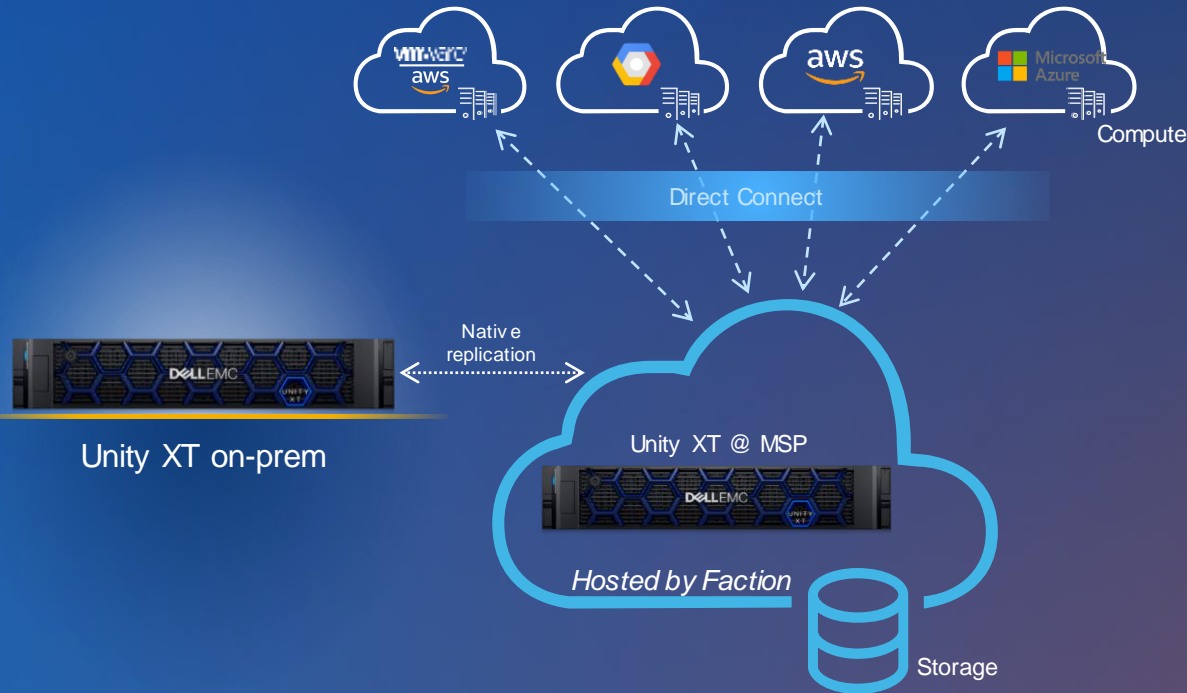 vmware
aws
aws
Microsoft
Azure
Compute
Direct Connect
Native
replication
DELLEMC
UNITY
XT
Unity XT on-prem
Unity XT @ MSP
DELLEMC
UNITY
XT
Hosted by Faction
Storage